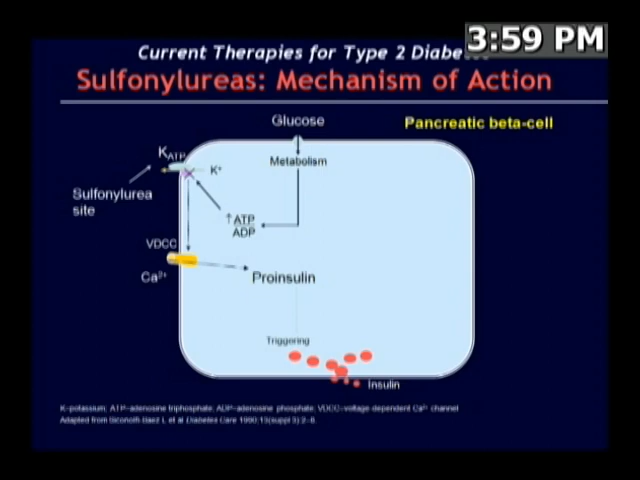 3:59 PM
Current Therapies for Type 2 Diabe
Sulfonylureas: Mechanism of Action
Glucose
Pancreatic beta-cell
KATP
K+
Metabolism
Sulfonylurea
site
↑ ATP
ADP
VDCC
Ca2+
Proinsulin
Triggering
Insulin
K=potassium; ATP=adenosine triphosphate; ADP=adenosine phosphate; VDCC=voltage dependent Ca2+ channel
Adapted from L et al Diabetes Care 1990;13(suppl 3):2–8.